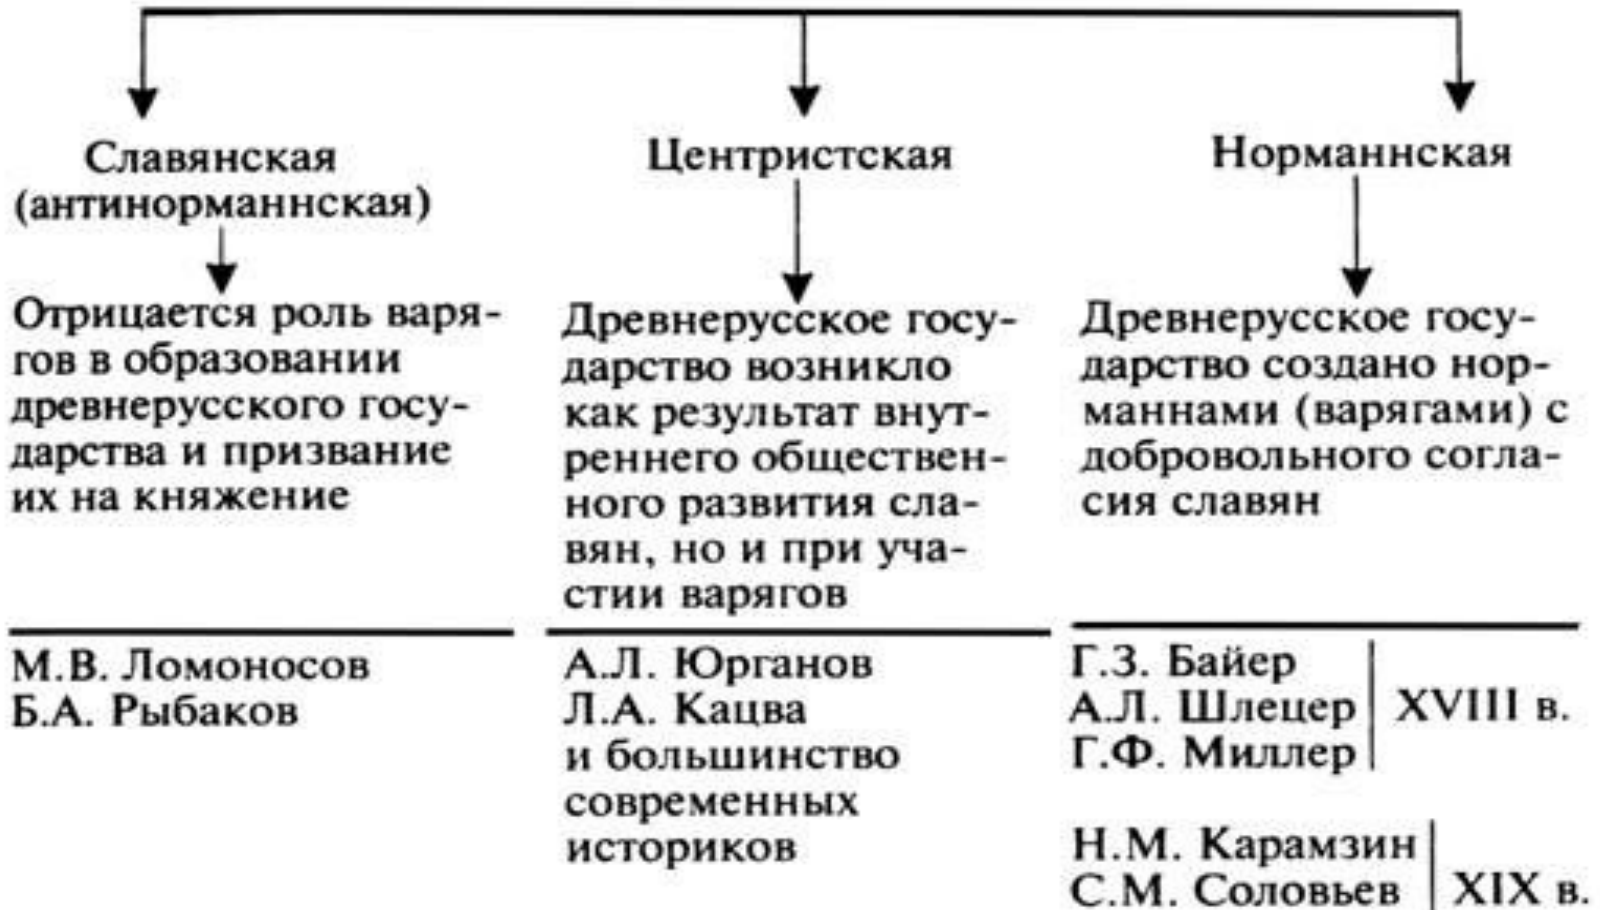 Славянская
(антинорманнская)
Отрицается роль варя-
гов в образовании
древнерусского госу-
дарства и призвание
их на княжение
М.В. Ломоносов
Б.А. Рыбаков
Центристская
Древнерусское госу-
дарство возникло
как результат внут-
реннего обществен-
ного развития сла-
вян, но и при уча-
стии варягов
А.Л. Юрганов
Л.А. Кацва
и большинство
современных
историков
Норманнская
Древнерусское госу-
дарство создано нор-
маннами (варягами) с
добровольного согла-
сия славян
Г.З. Байер
А.Л. Шлецер
Г.Ф. Миллер
XVIII в.
Н.М. Карамзин
С.М. Соловьев
XIX в.